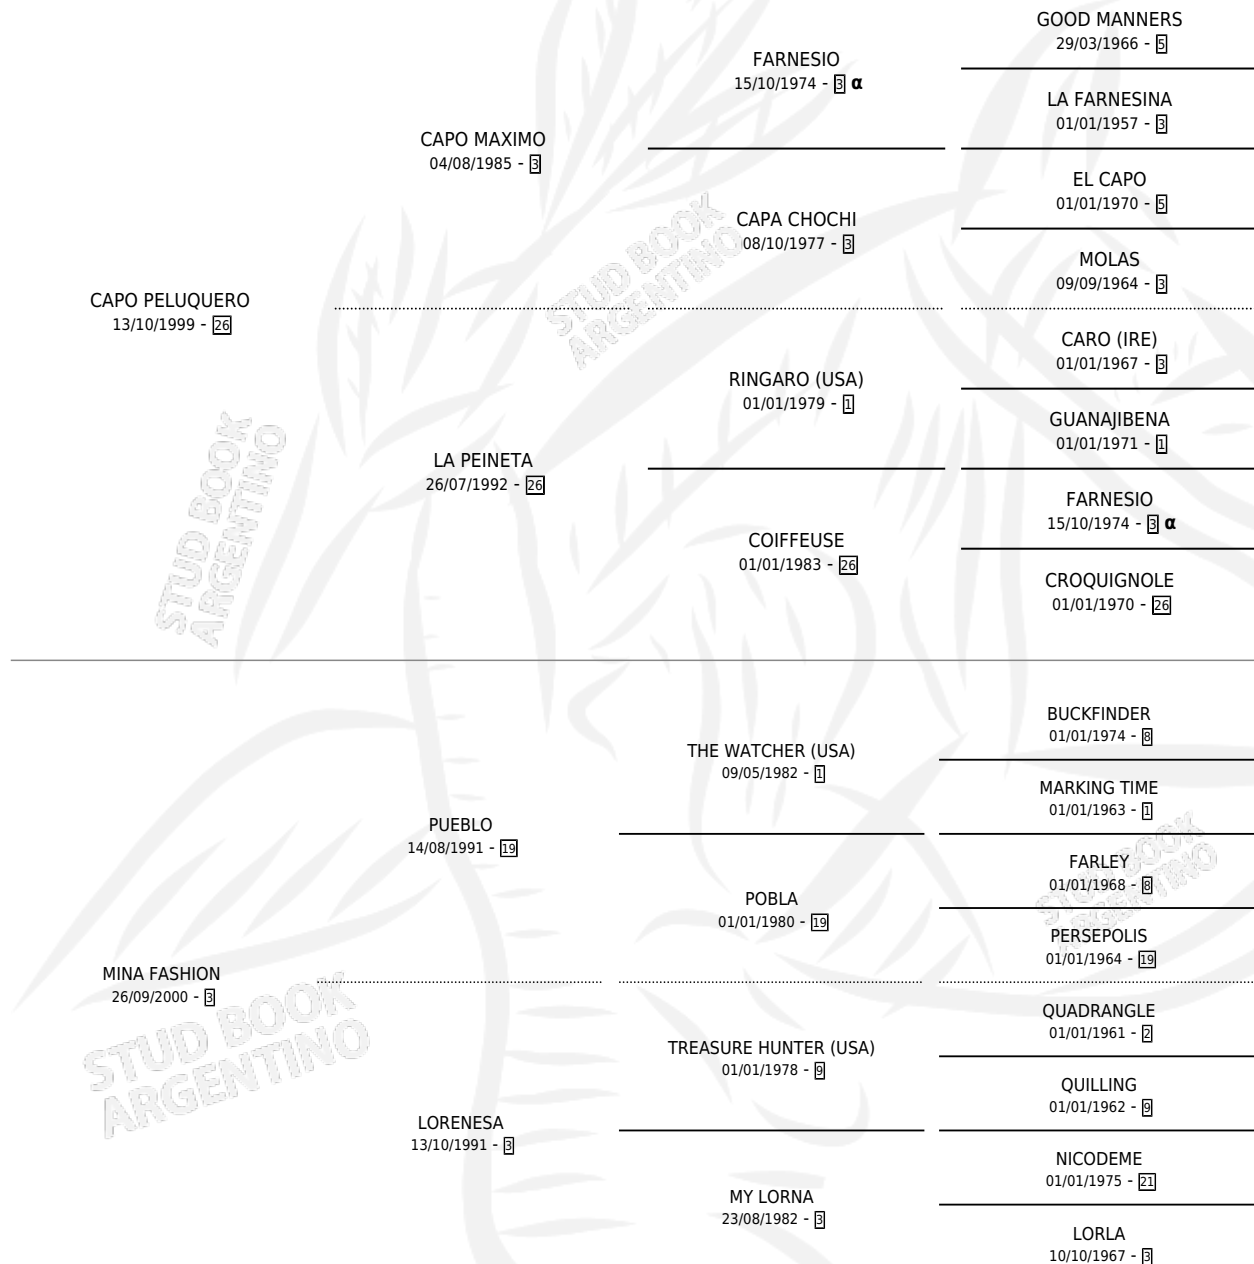 GOOD MANNERS
29/03/1966 - 5
FARNESIO
15/10/1974 - 3 α
LA FARNESINA
01/01/1957 - 3
CAPO MAXIMO
04/08/1985 - 3
EL CAPO
01/01/1970 - 5
CAPA CHOCHI
08/10/1977 - 3
MOLAS
09/09/1964 - 3
CAPO PELUQUERO
13/10/1999 - 26
STUD BOOK
ARGENTINO
CARO (IRE)
01/01/1967 - 3
RINGARO (USA)
01/01/1979 - 1
GUANAJIBENA
01/01/1971 - 1
LA PEINETA
26/07/1992 - 26
STUD BOOK
ARGENTINO
FARNESIO
15/10/1974 - 3 α
COIFFEUSE
01/01/1983 - 26
CROQUIGNOLE
01/01/1970 - 26
BUCKFINDER
01/01/1974 - 8
THE WATCHER (USA)
09/05/1982 - 1
MARKING TIME
01/01/1963 - 1
PUEBLO
14/08/1991 - 19
STUD BOOK
ARGENTINO
FARLEY
01/01/1968 - 8
POBLA
01/01/1980 - 19
PERSEPOLIS
01/01/1964 - 19
MINA FASHION
26/09/2000 - 3
STUD BOOK
ARGENTINO
QUADRANGLE
01/01/1961 - 2
TREASURE HUNTER (USA)
01/01/1978 - 9
QUILLING
01/01/1962 - 9
LORENESA
13/10/1991 - 3
NICODEME
01/01/1975 - 21
MY LORNA
23/08/1982 - 3
LORLA
10/10/1967 - 3